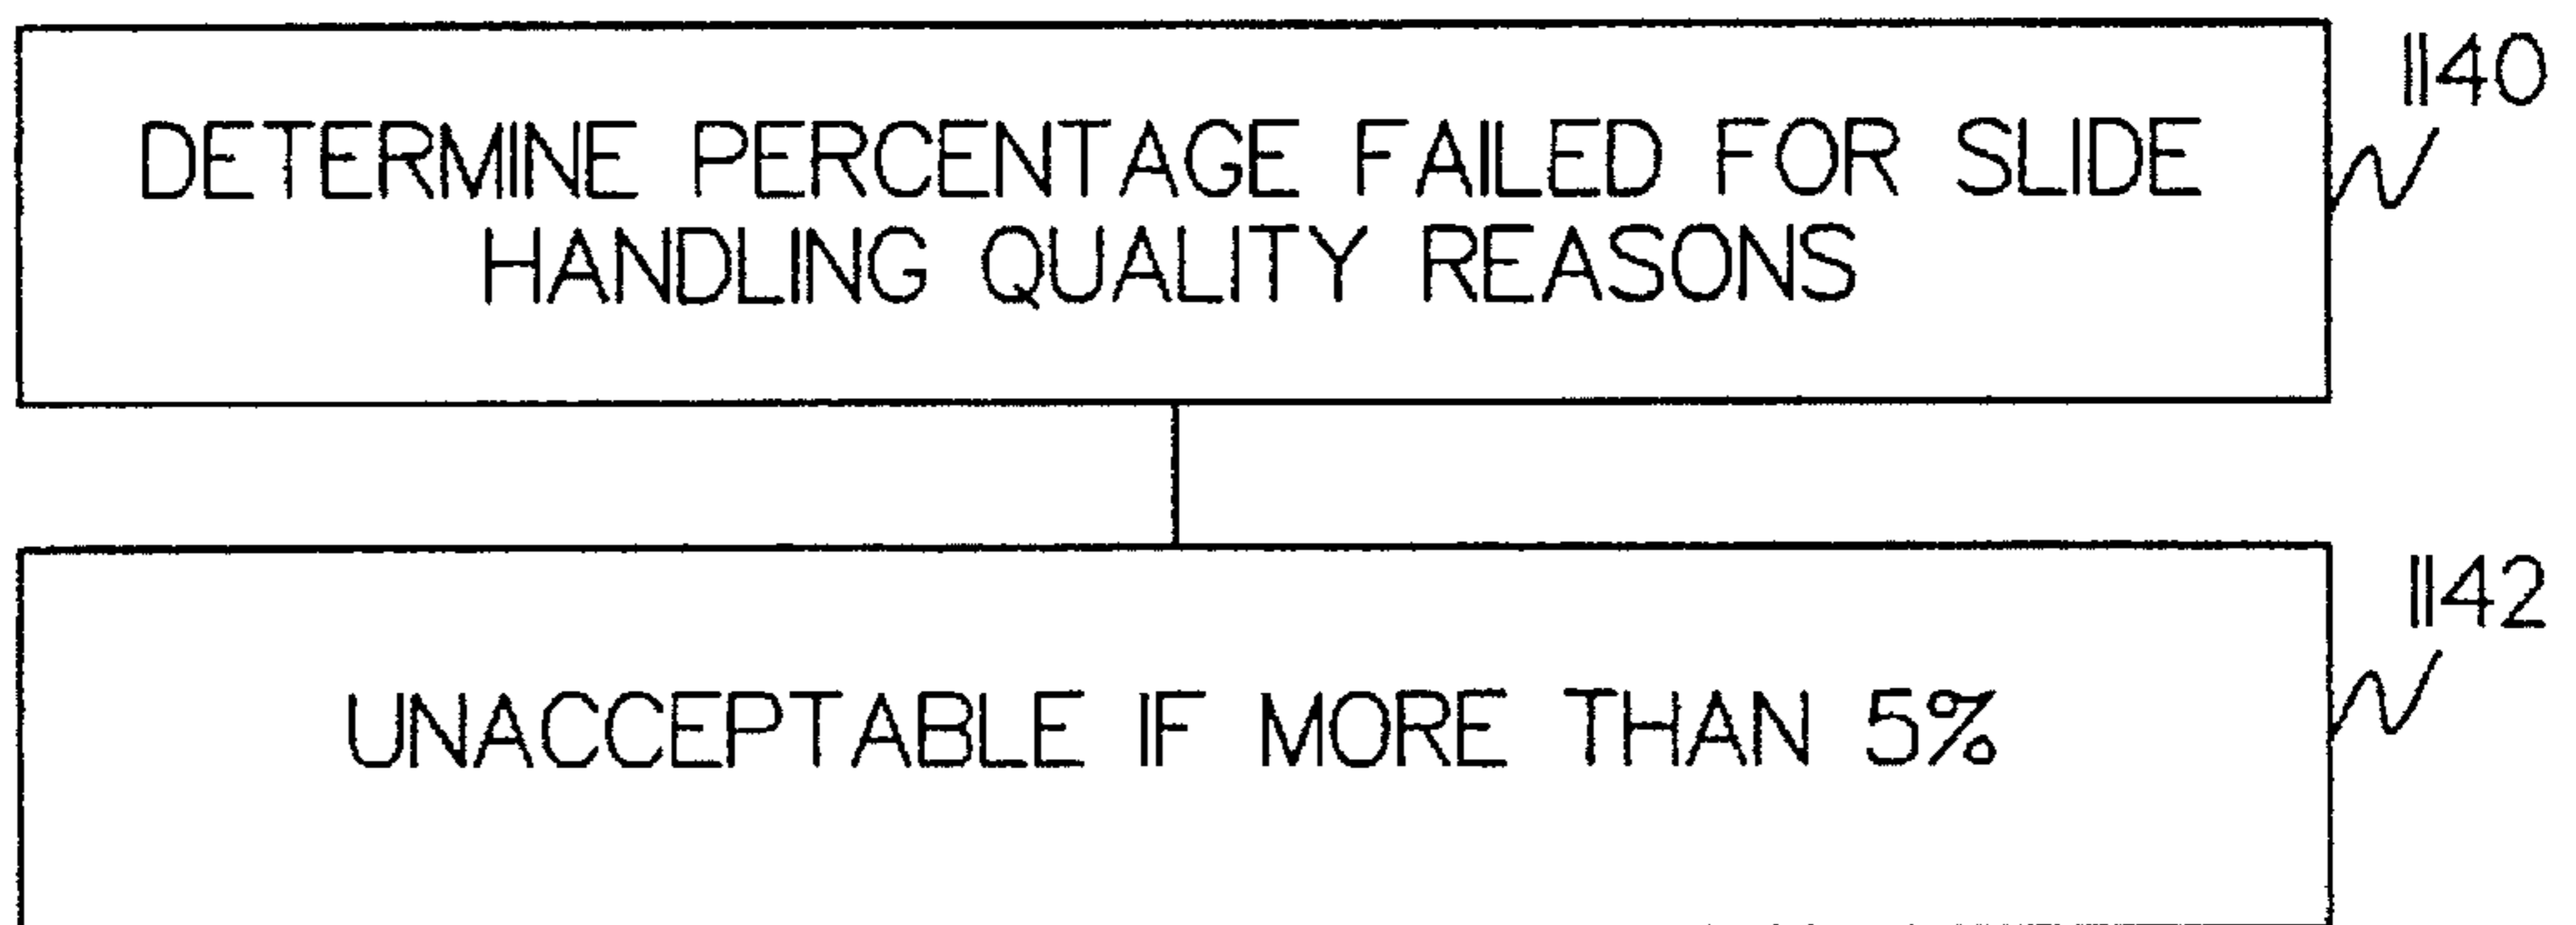 1140
DETERMINE PERCENTAGE FAILED FOR SLIDE
HANDLING QUALITY REASONS
1142
UNACCEPTABLE IF MORE THAN 5%